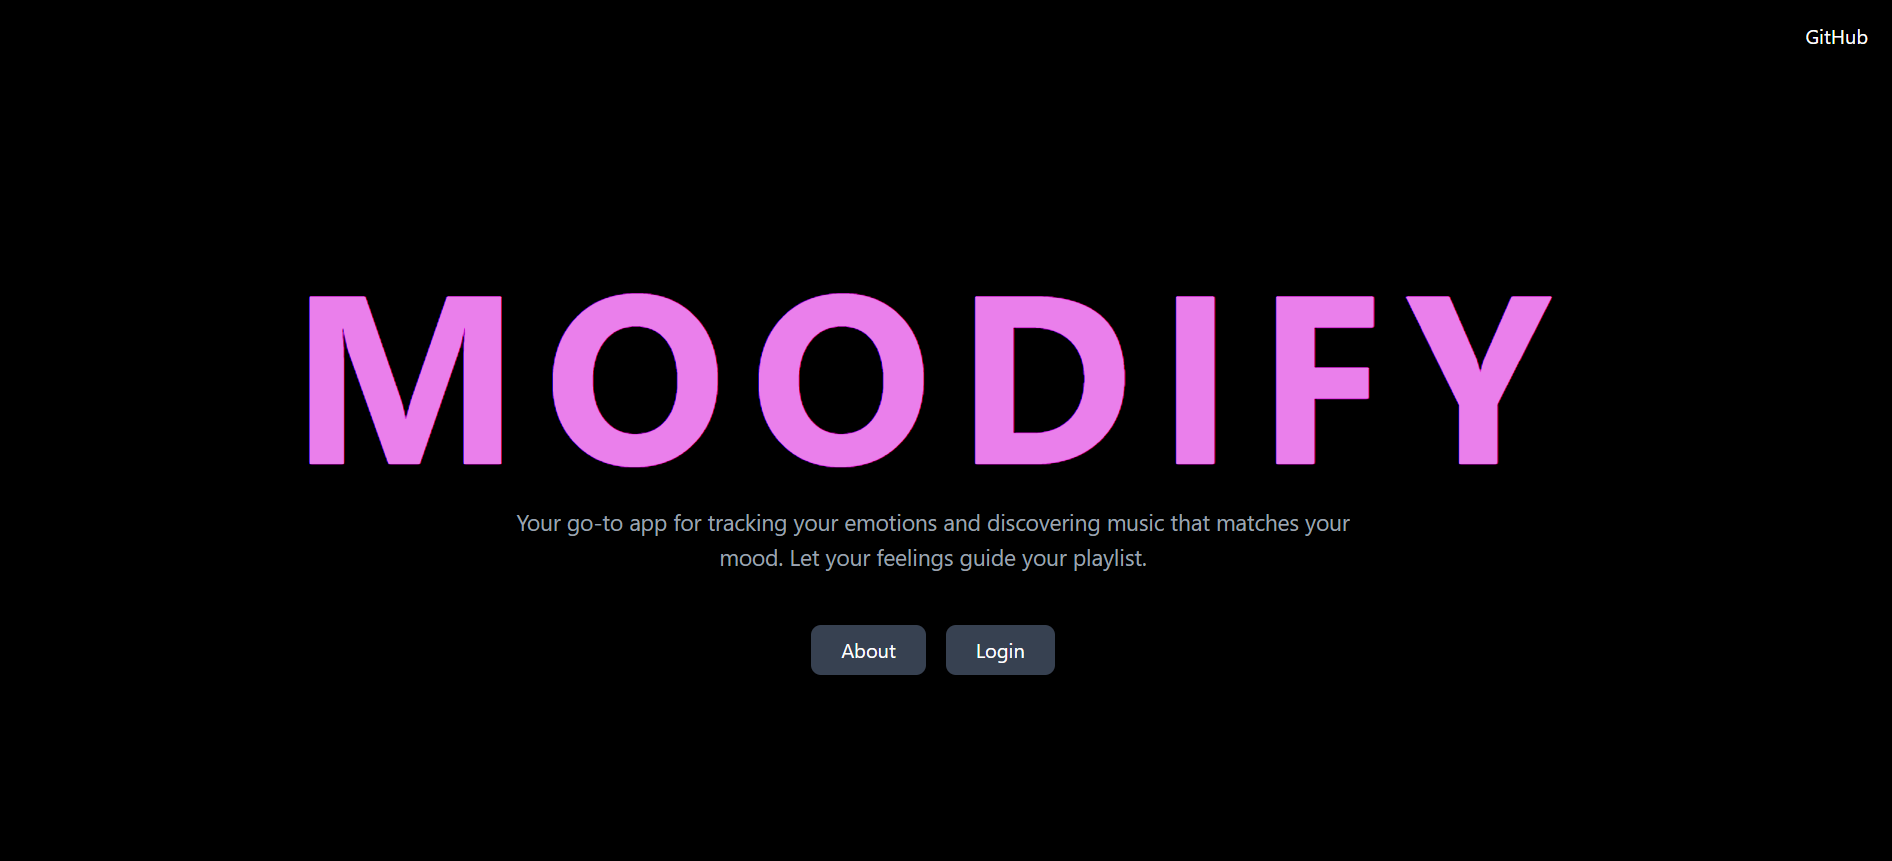 GitHub
MOODIFY
Your go-to app for tracking your emotions and discovering music that matches your
mood. Let your feelings guide your playlist.
About
Login